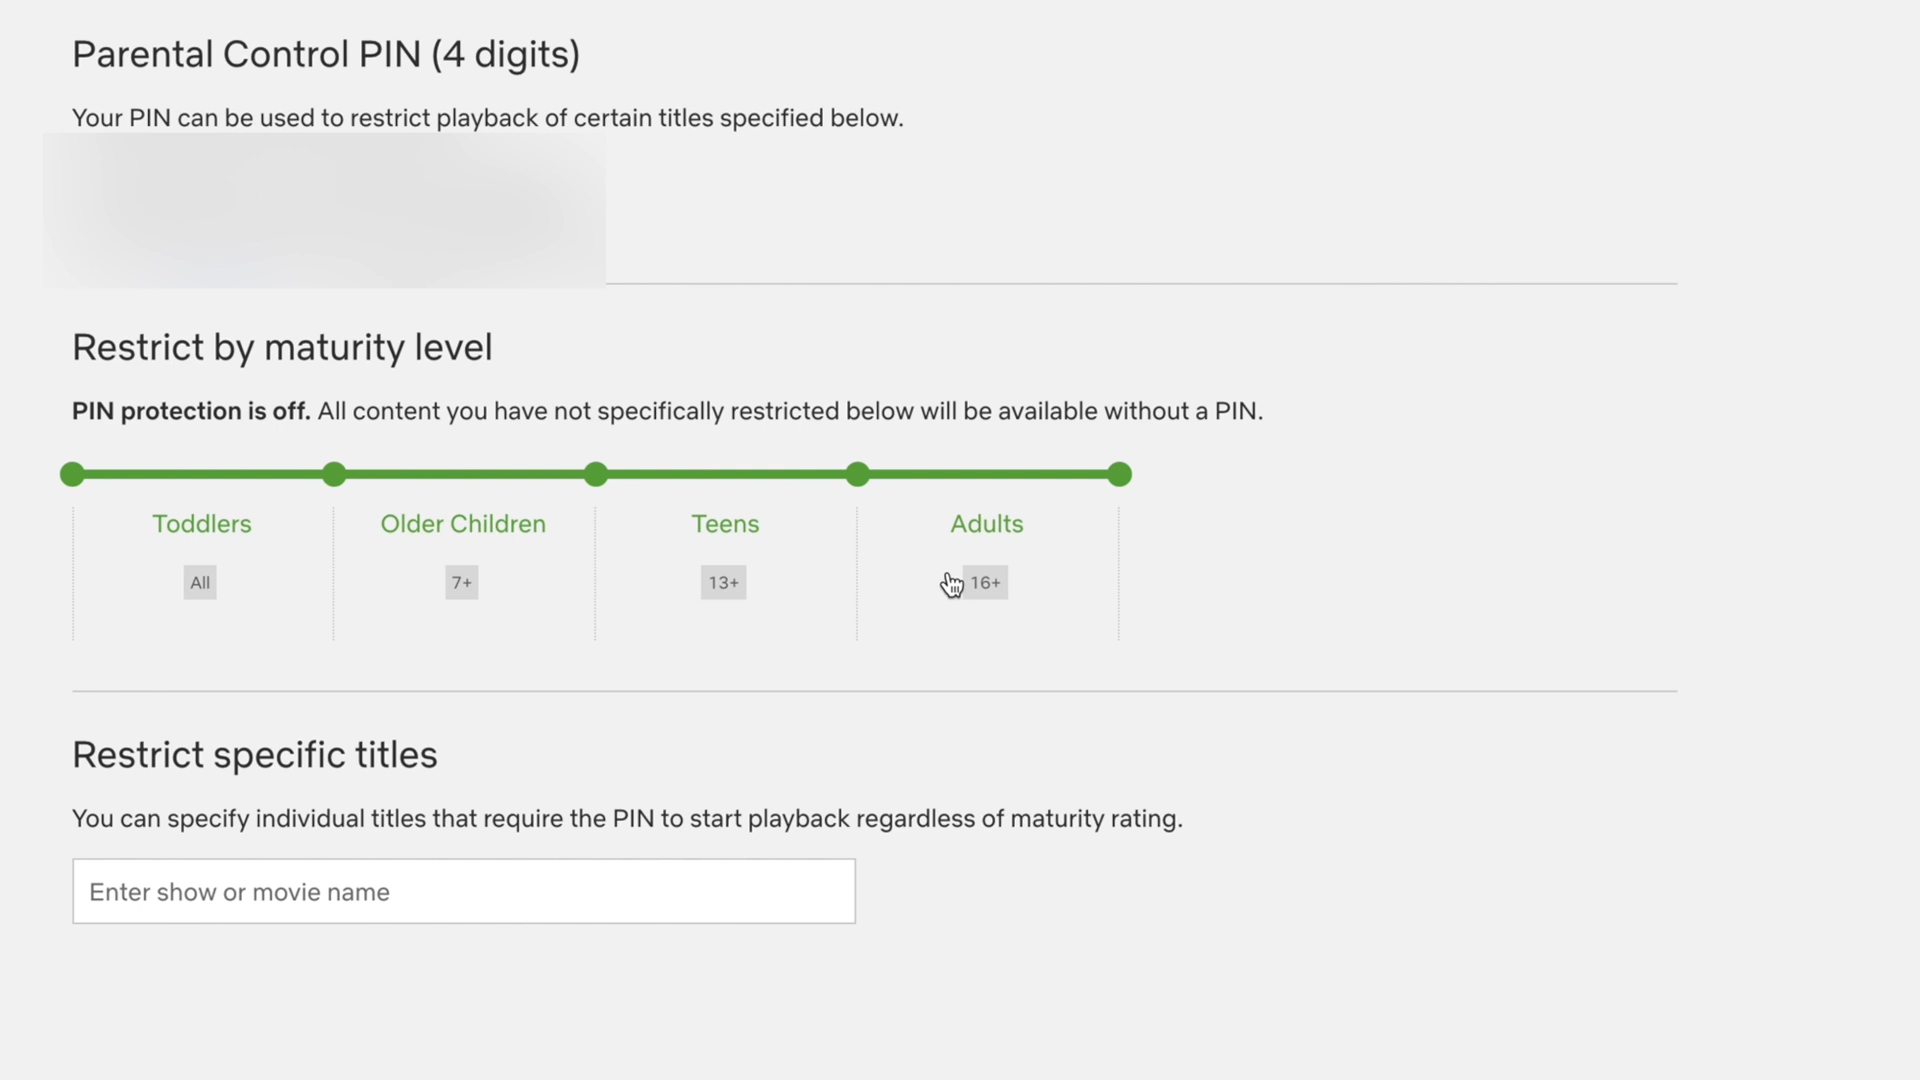 Parental Control PIN (4 digits)
Your PIN can be used to restrict playback of certain titles specified below.
Restrict by maturity level
PIN protection is off. All content you have not specifically restricted below will be available without a PIN.
Toddlers Older Children Teens Adults
All 7+ 13+ 16+
Restrict specific titles
You can specify individual titles that require the PIN to start playback regardless of maturity rating.
Enter show or movie name